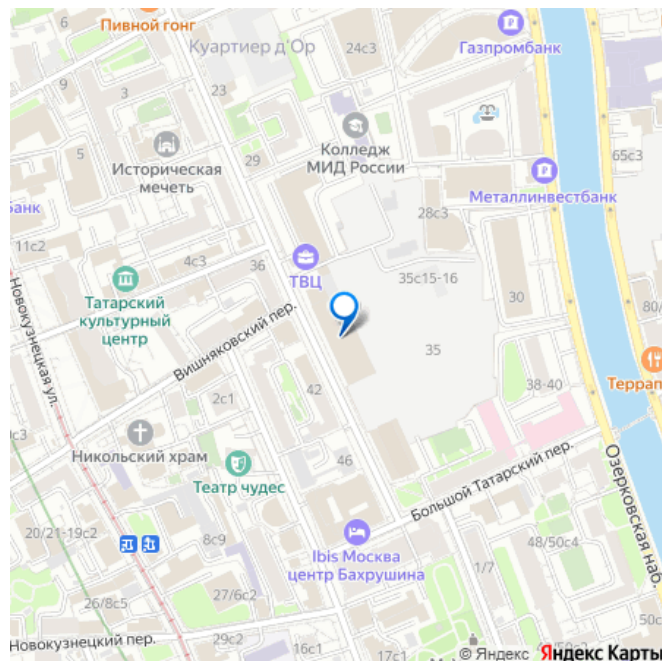 Пивной гонг
Куартиер д'Ор
24с3
Газпромбанк
9
3
23
5
Историческая
мечеть
29
Колледж
МИД России
65с3
Металлинвестбанк
банк
11с2
28с3
4с3
36
ТВЦ
35с15-16
30
Татарский
культурный
центр
Вишняковский пер.
Новокузнецкая ул.
80/
35
Террап
38-40
42
2с1
Никольский храм
46
Театр чудес
Большой Татарский пер.
Озерковская наб.
20/21-19с2
8с9
Ibis Москва
центр Бахрушина
48/50с4
1/7
26/8с5
27/6с2
Новокузнецкий пер.
29с2
16с1
17с1
50с
© Яндекс Яндекс Карты